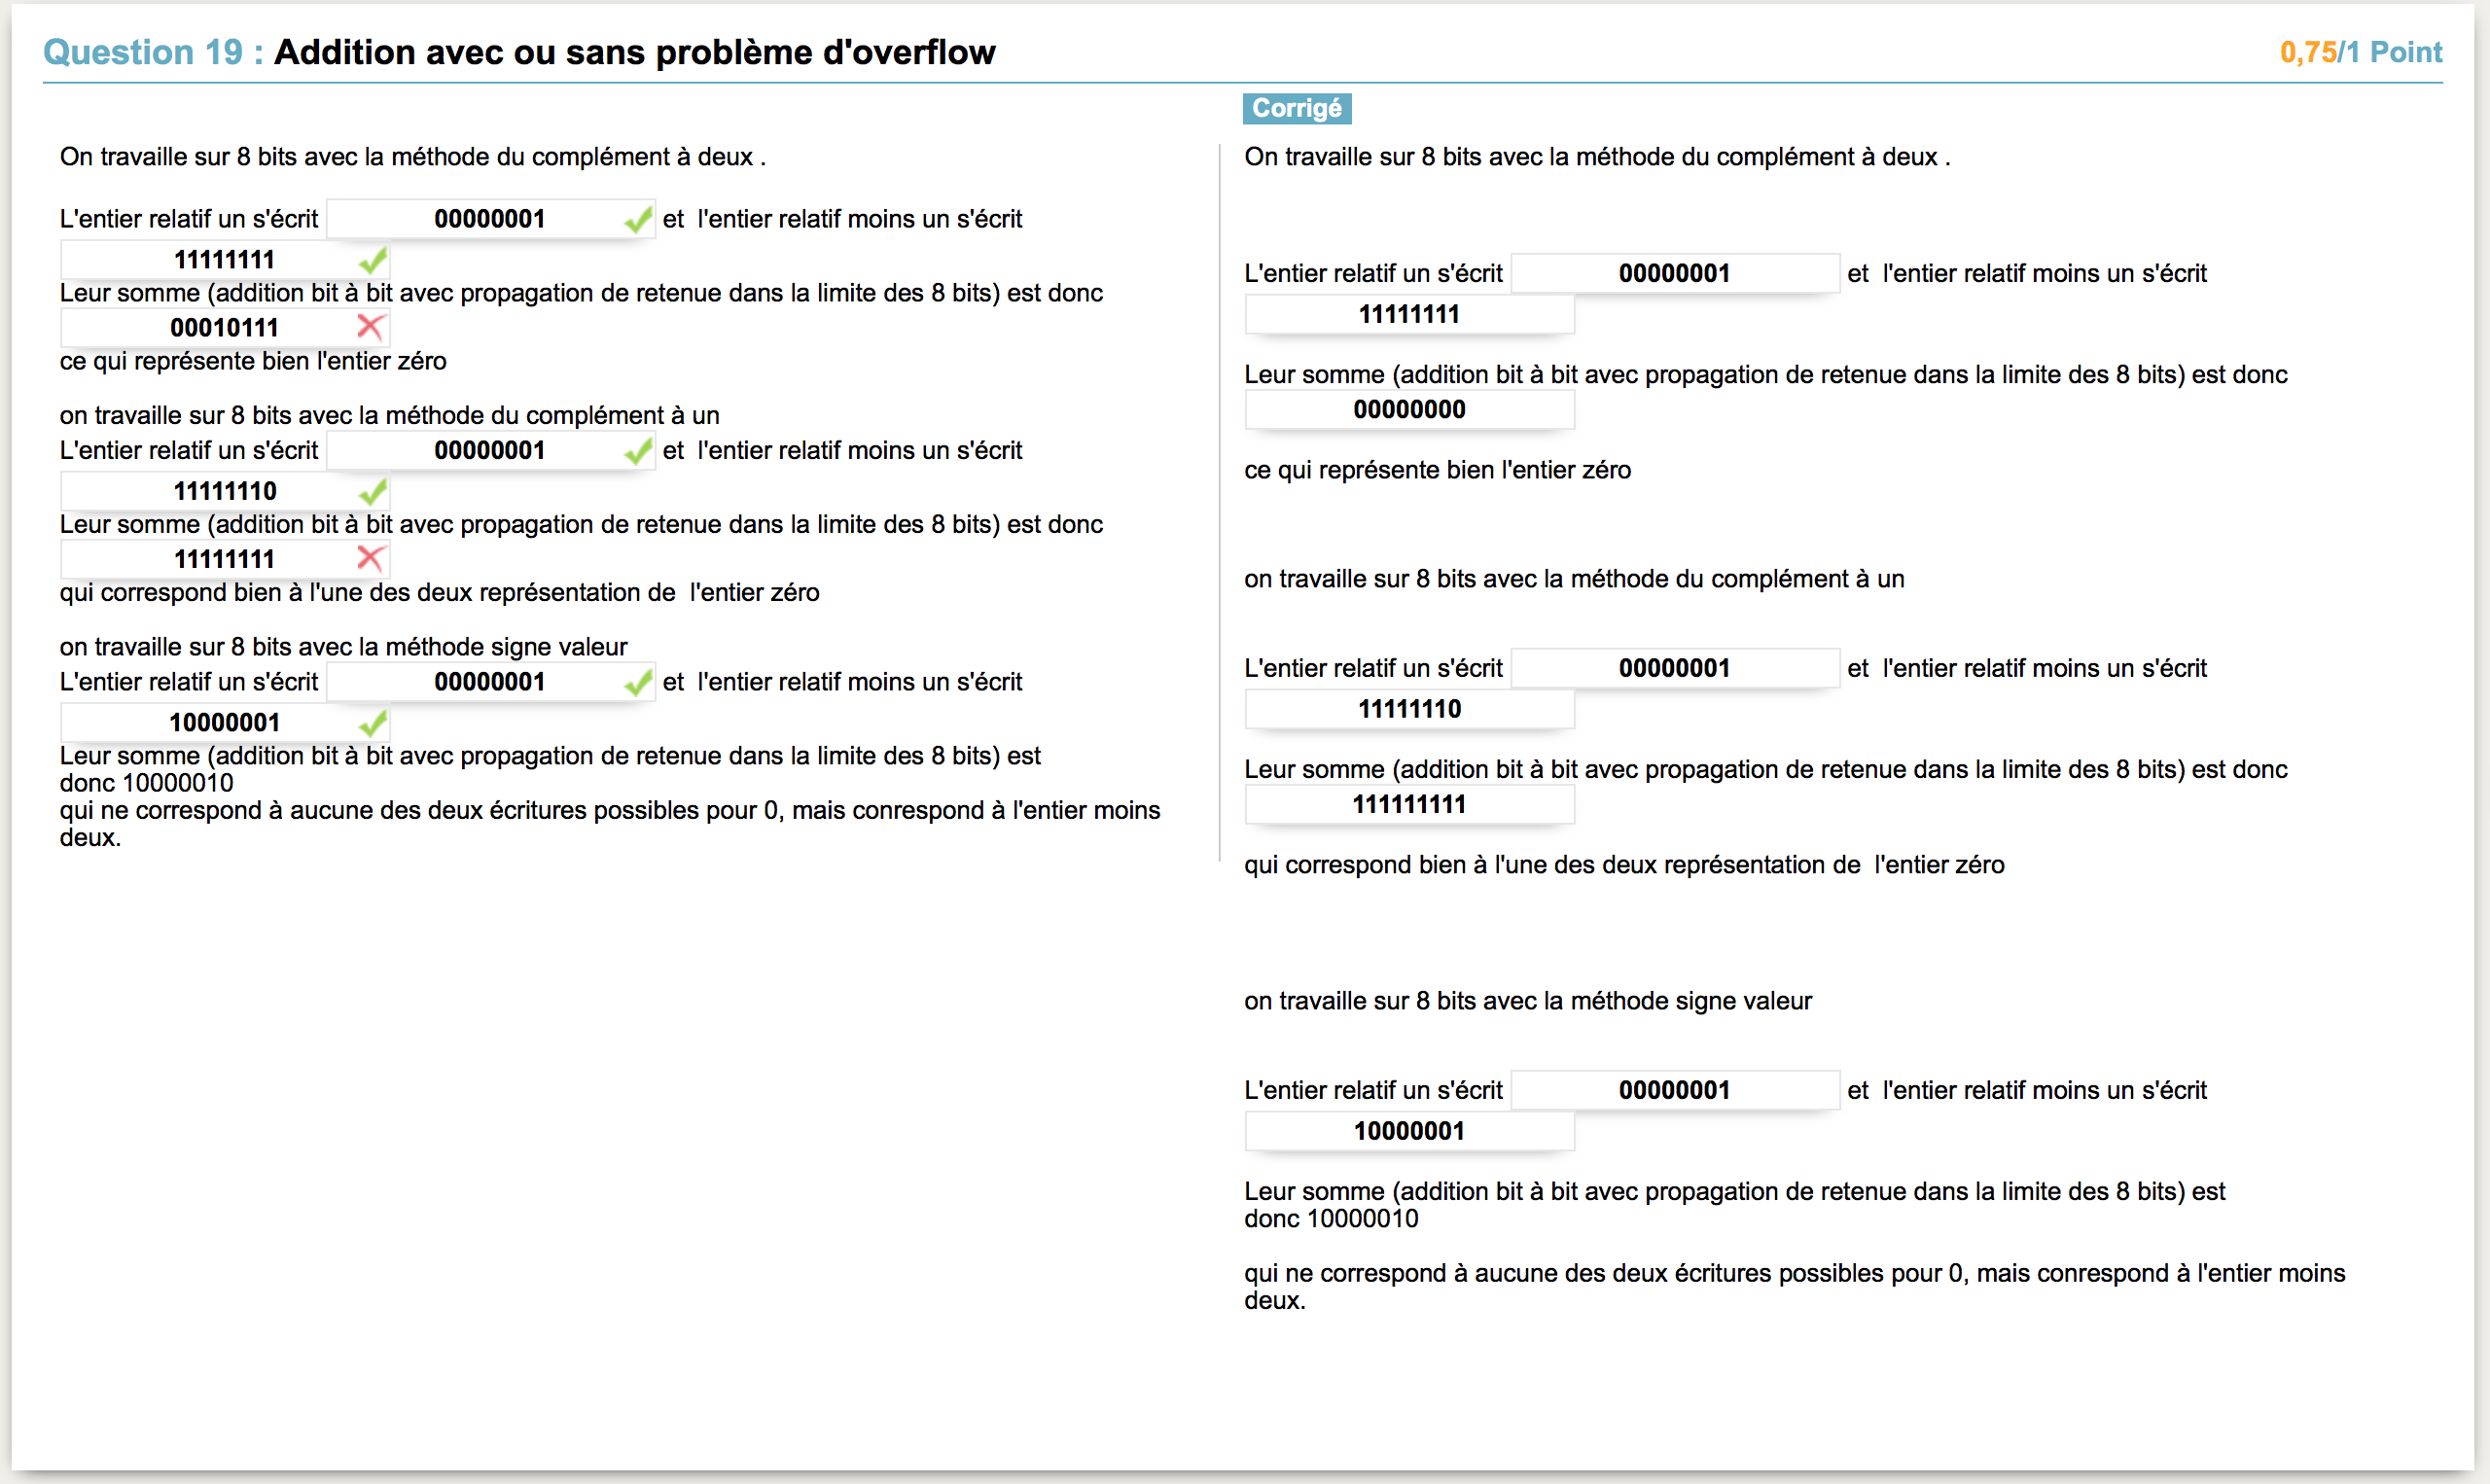 Question 19 : Addition avec ou sans problème d'overflow
0,75/1 Point
On travaille sur 8 bits avec la méthode du complément à deux .
L'entier relatif un s'écrit 00000001 et l'entier relatif moins un s'écrit
11111111
Leur somme (addition bit à bit avec propagation de retenue dans la limite des 8 bits) est donc
00010111
ce qui représente bien l'entier zéro
on travaille sur 8 bits avec la méthode du complément à un
L'entier relatif un s'écrit 00000001 et l'entier relatif moins un s'écrit
11111110
Leur somme (addition bit à bit avec propagation de retenue dans la limite des 8 bits) est donc
11111111
qui correspond bien à l'une des deux représentation de l'entier zéro
on travaille sur 8 bits avec la méthode signe valeur
L'entier relatif un s'écrit 00000001 et l'entier relatif moins un s'écrit
10000001
Leur somme (addition bit à bit avec propagation de retenue dans la limite des 8 bits) est
donc 10000010
qui ne correspond à aucune des deux écritures possibles pour 0, mais conrespond à l'entier moins
deux.
Corrigé
On travaille sur 8 bits avec la méthode du complément à deux .
L'entier relatif un s'écrit 00000001 et l'entier relatif moins un s'écrit
11111111
Leur somme (addition bit à bit avec propagation de retenue dans la limite des 8 bits) est donc
00000000
ce qui représente bien l'entier zéro
on travaille sur 8 bits avec la méthode du complément à un
L'entier relatif un s'écrit 00000001 et l'entier relatif moins un s'écrit
11111110
Leur somme (addition bit à bit avec propagation de retenue dans la limite des 8 bits) est donc
111111111
qui correspond bien à l'une des deux représentation de l'entier zéro
on travaille sur 8 bits avec la méthode signe valeur
L'entier relatif un s'écrit 00000001 et l'entier relatif moins un s'écrit
10000001
Leur somme (addition bit à bit avec propagation de retenue dans la limite des 8 bits) est
donc 10000010
qui ne correspond à aucune des deux écritures possibles pour 0, mais conrespond à l'entier moins
deux.